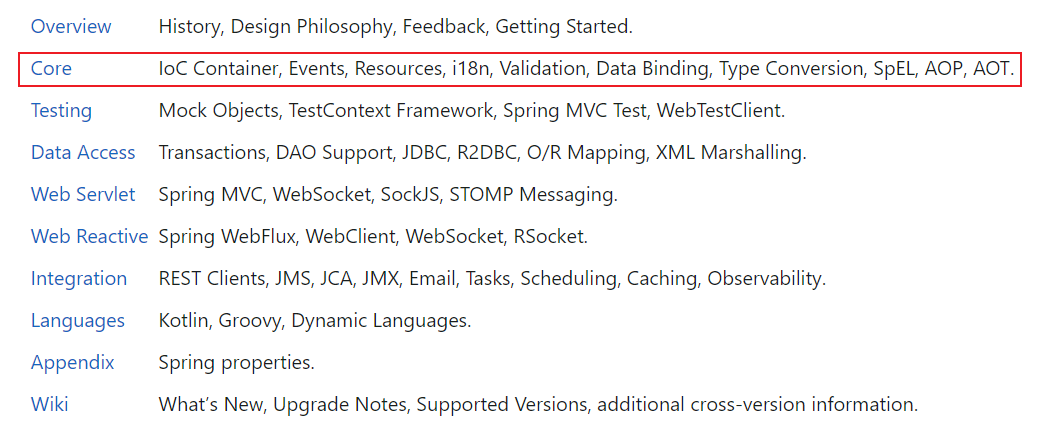 Overview History, Design Philosophy, Feedback, Getting Started.
Core IoC Container, Events, Resources, i18n, Validation, Data Binding, Type Conversion, SpEL, AOP, AOT.
Testing Mock Objects, TestContext Framework, Spring MVC Test, WebTestClient.
Data Access Transactions, DAO Support, JDBC, R2DBC, O/R Mapping, XML Marshalling.
Web Servlet Spring MVC, WebSocket, SockJS, STOMP Messaging.
Web Reactive Spring WebFlux, WebClient, WebSocket, RSocket.
Integration REST Clients, JMS, JCA, JMX, Email, Tasks, Scheduling, Caching, Observability.
Languages Kotlin, Groovy, Dynamic Languages.
Appendix Spring properties.
Wiki What’s New, Upgrade Notes, Supported Versions, additional cross-version information.